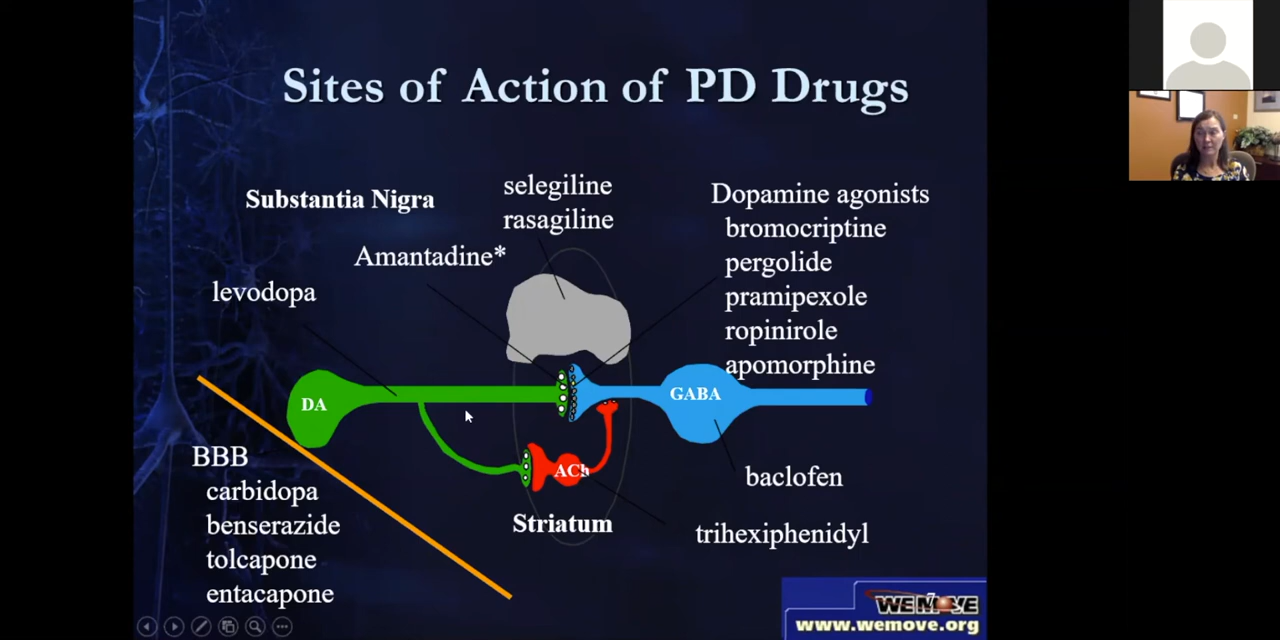 Sites of Action of PD Drugs
Substantia Nigra
selegiline
rasagiline
Amantadine*
levodopa
Dopamine agonists
bromocriptine
pergolide
pramipexole
ropinirole
apomorphine
DA
GABA
ACh
BBB
carbidopa
benserazide
tolcapone
entacapone
baclofen
Striatum
trihexiphenidyl
WE MOVE
www.wemove.org